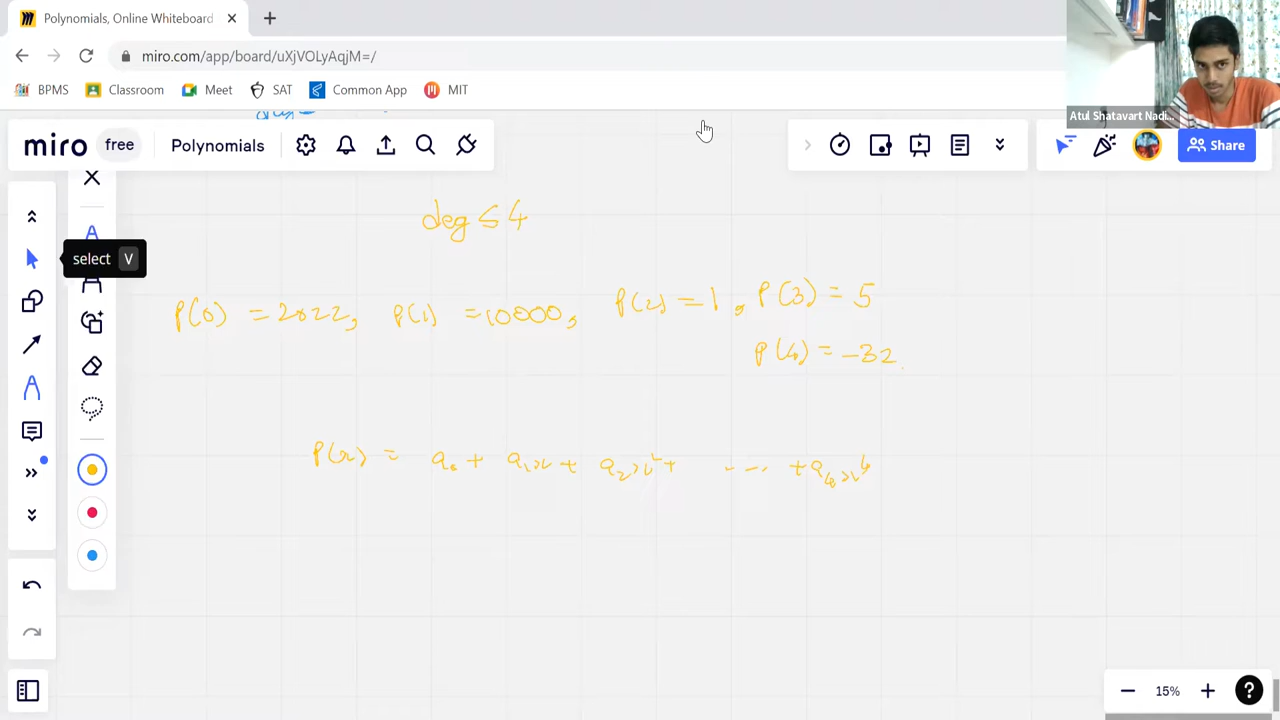 Polynomials, Online Whiteboard
miro.com/app/board/uXjVOLyAqjM=/
BPMS Classroom Meet SAT Common App MIT
Atul Shatavart Nadi...
miro free Polynomials
Share
select V
deg ≤ 4
P(0) = 2022, P(1) = 10000, P(2) = 1, P(3) = 5
P(4) = -32
P(x) = a₀ + a₁x + a₂x² + ... + a₄x⁴
15%